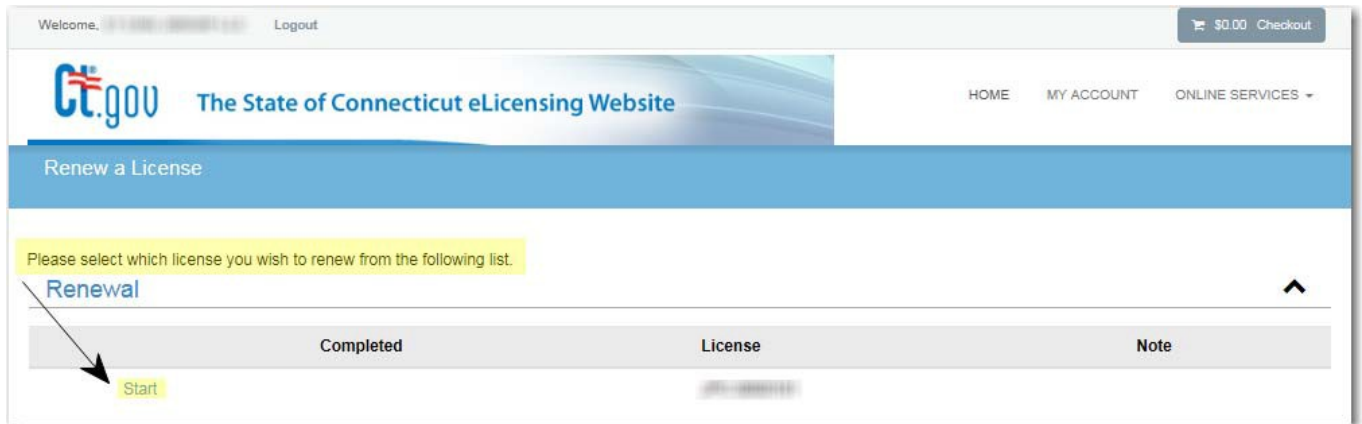 Welcome, Logout $0.00 Checkout
Ct.gov The State of Connecticut eLicensing Website HOME MY ACCOUNT ONLINE SERVICES
Renew a License
Please select which license you wish to renew from the following list.
Renewal
Completed License Note
Start